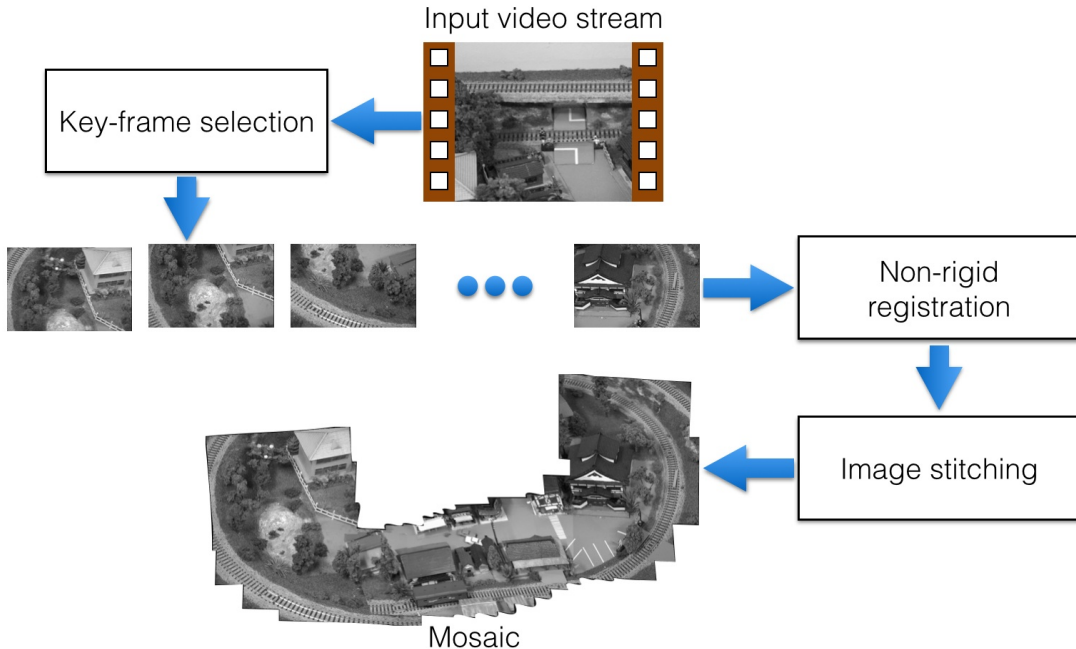 Input video stream
Key-frame selection
Non-rigid
registration
Image stitching
Mosaic